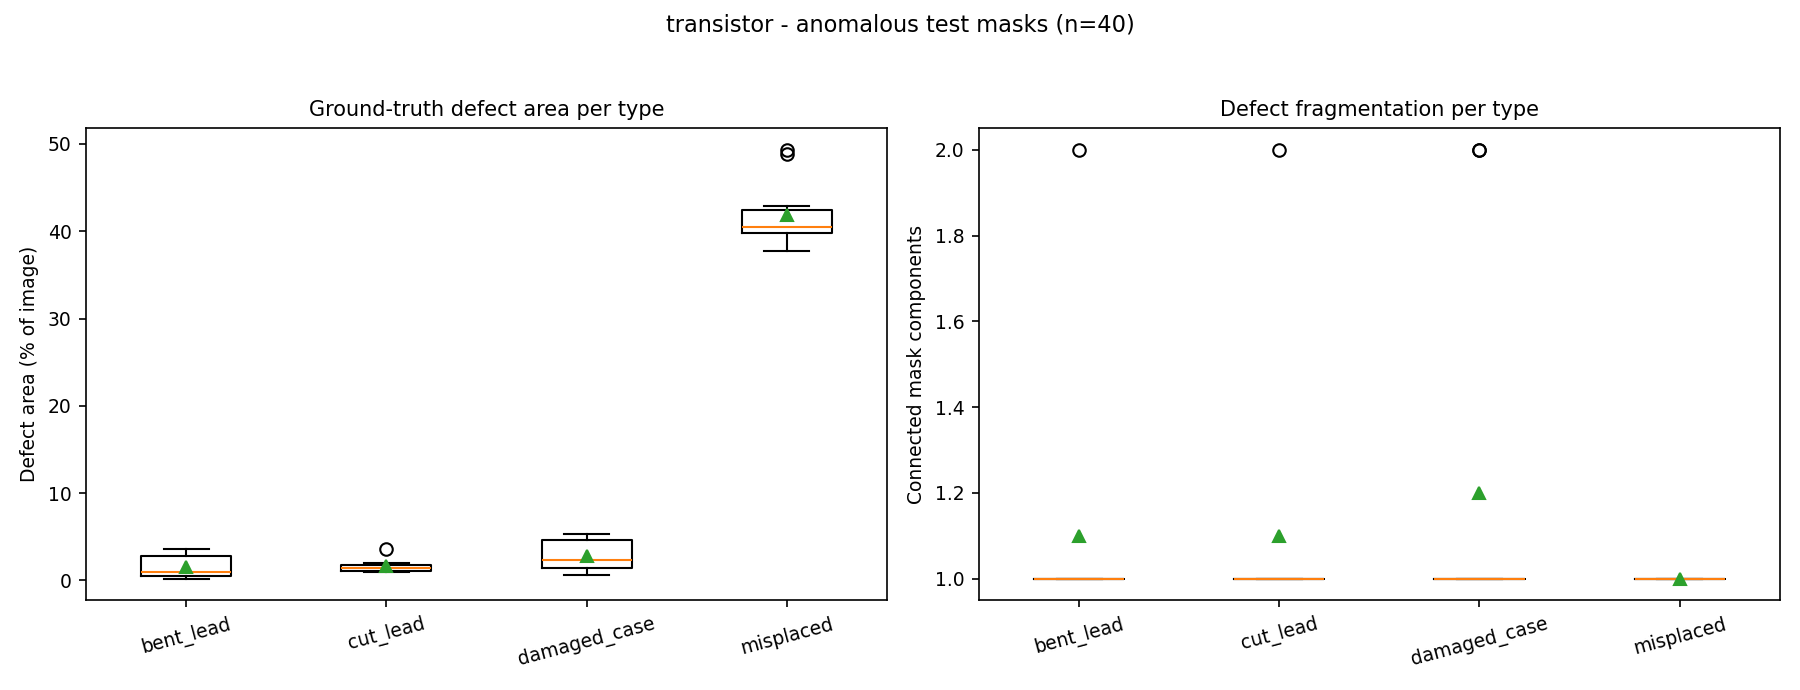 transistor - anomalous test masks (n=40)
Ground-truth defect area per type
Defect area (% of image)
50
40
30
20
10
0
bent_lead
cut_lead
damaged_case
misplaced
Defect fragmentation per type
Connected mask components
2.0
1.8
1.6
1.4
1.2
1.0
bent_lead
cut_lead
damaged_case
misplaced